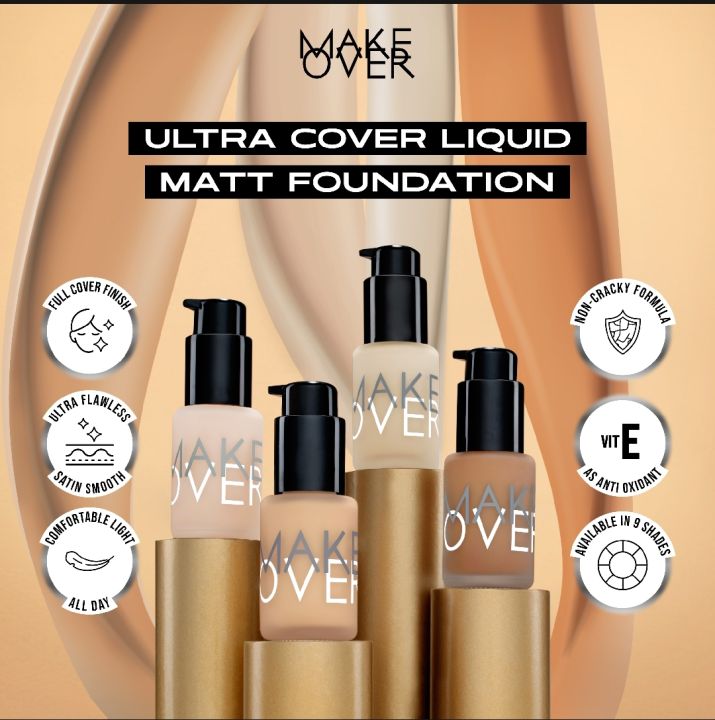 MAKE
OVER
ULTRA COVER LIQUID
MATT FOUNDATION
FULL COVER FINISH
ULTRA FLAWLESS
SATIN SMOOTH
COMFORTABLE LIGHT
ALL DAY
NON-CRACKY FORMULA
VIT E
AS ANTI OXIDANT
AVAILABLE IN 9 SHADES
MAKE
OVER
MAKE
OVER
MAKE
OVER
MAKE
OVER